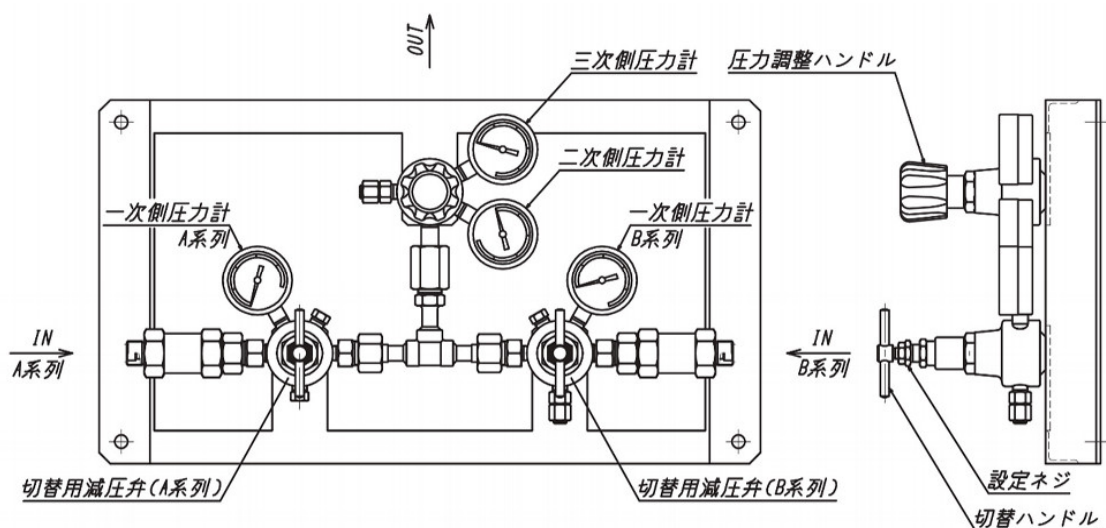 OUT
三次側圧力計
圧力調整ハンドル
二次側圧力計
一次側圧力計
A系列
一次側圧力計
B系列
IN
A系列
IN
B系列
切替用減圧弁(A系列)
切替用減圧弁(B系列)
設定ネジ
切替ハンドル